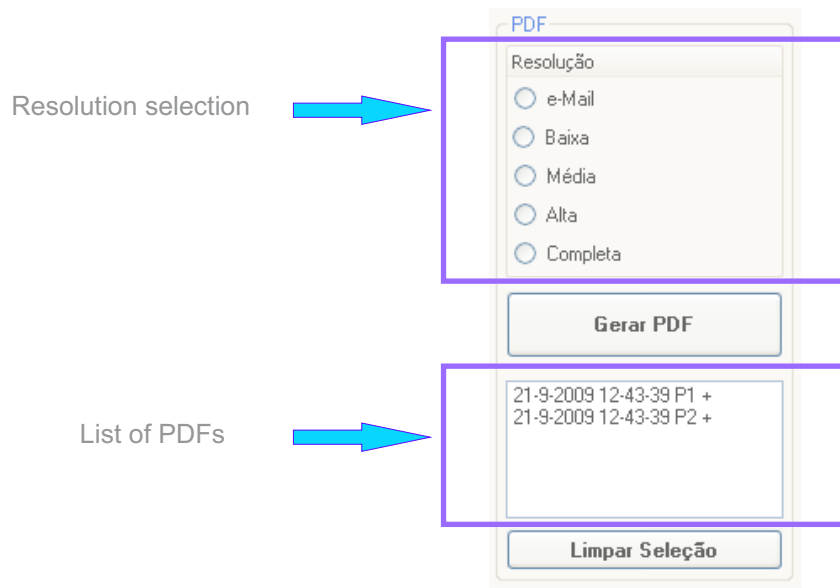 PDF
Resolução
Resolution selection
e-Mail
Baixa
Média
Alta
Completa
Gerar PDF
21-9-2009 12-43-39 P1 +
21-9-2009 12-43-39 P2 +
List of PDFs
Limpar Seleção